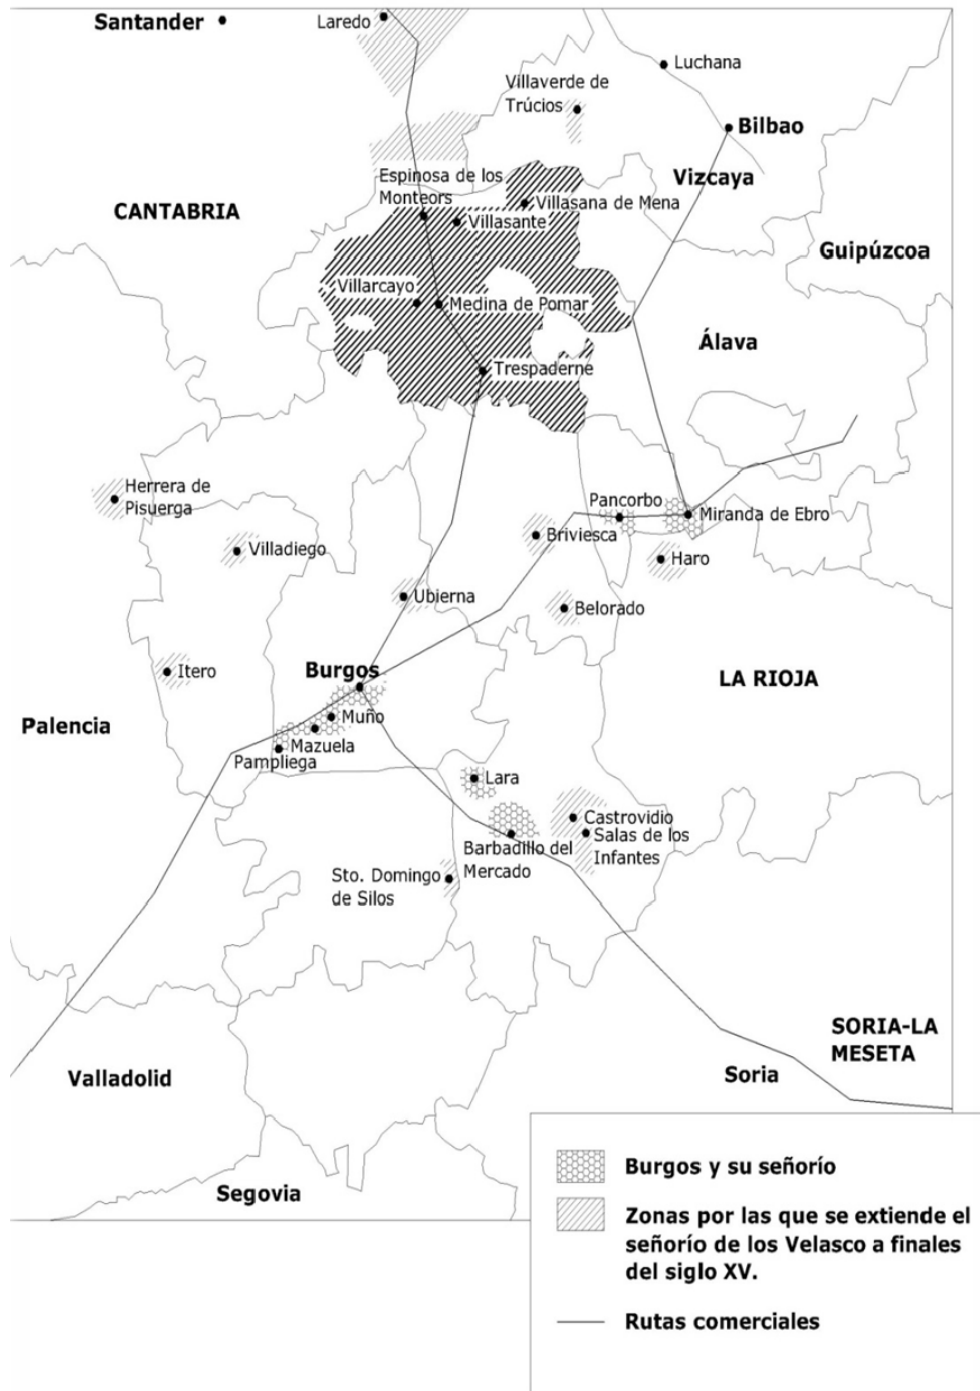 Santander
Laredo
Luchana
Villaverde de
Trúcios
Bilbao
Vizcaya
Espinosa de los
Monteors
CANTABRIA
Villasana de Mena
Villasante
Guipúzcoa
Villarcayo
Medina de Pomar
Álava
Trespaderne
Herrera de
Pisuerga
Pancorbo
Miranda de Ebro
Villadiego
Briviesca
Haro
Ubierna
Belorado
Itero
Burgos
LA RIOJA
Muño
Palencia
Mazuela
Pampliega
Lara
Castrovidio
Salas de los
Infantes
Barbadillo del
Mercado
Sto. Domingo
de Silos
SORIA-LA
MESETA
Valladolid
Soria
Segovia
Burgos y su señorío
Zonas por las que se extiende el
señorío de los Velasco a finales
del siglo XV.
Rutas comerciales